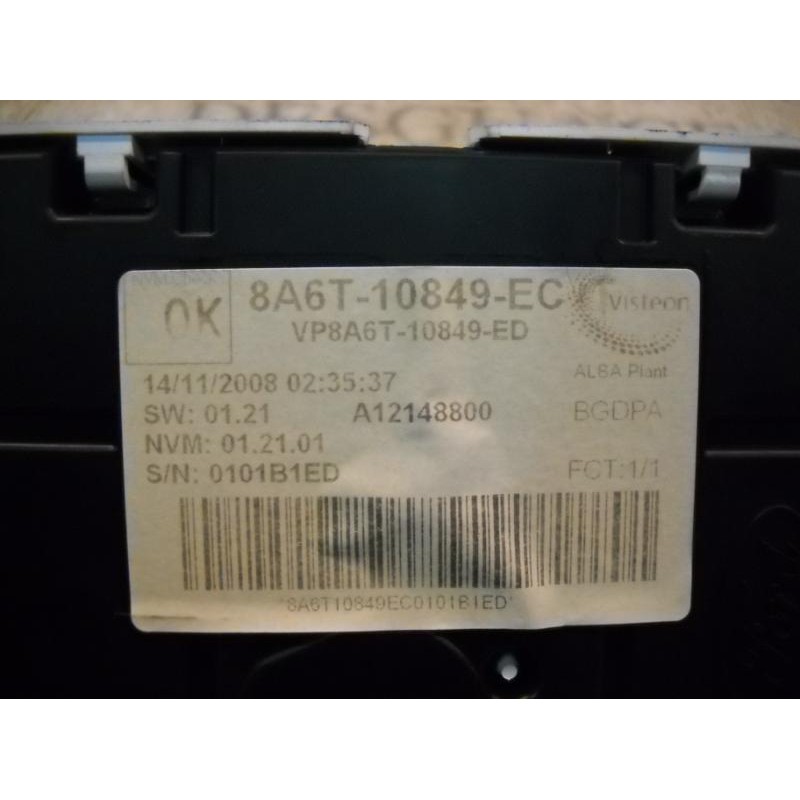 OK
8A6T-10849-EC
Visteon
VP8A6T-10849-ED
ALBA Plant
14/11/2008 02:35:37
SW: 01.21 A12148800 BGDPA
NVM: 01.21.01
S/N: 0101B1ED FCT:1/1
*8A6T10849EC0101B1ED*